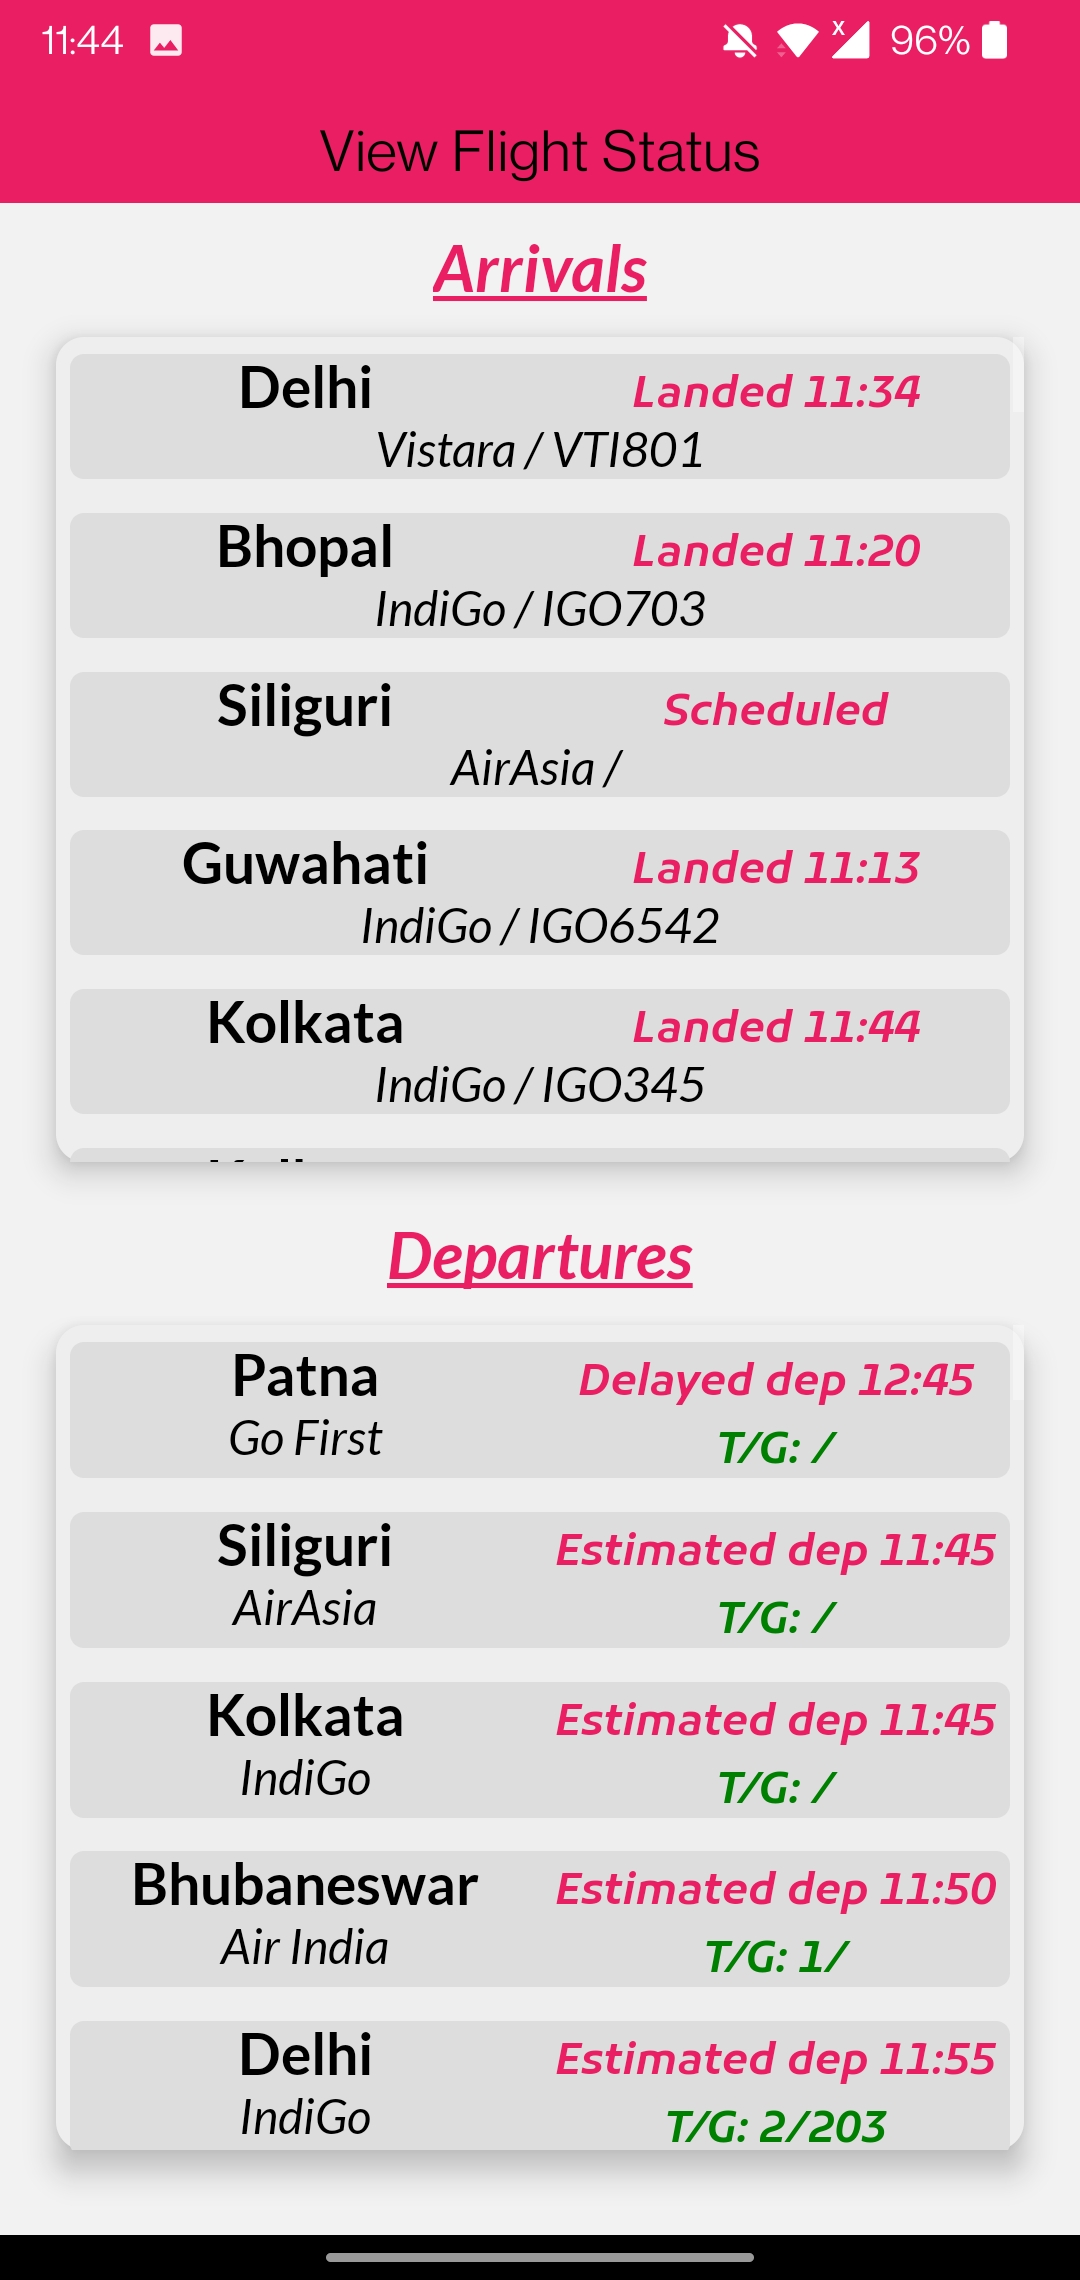 11:44 96%
View Flight Status
Arrivals
Delhi Landed 11:34
Vistara / VTI801
Bhopal Landed 11:20
IndiGo / IGO703
Siliguri Scheduled
AirAsia /
Guwahati Landed 11:13
IndiGo / IGO6542
Kolkata Landed 11:44
IndiGo / IGO345
Departures
Patna Delayed dep 12:45
Go First T/G: /
Siliguri Estimated dep 11:45
AirAsia T/G: /
Kolkata Estimated dep 11:45
IndiGo T/G: /
Bhubaneswar Estimated dep 11:50
Air India T/G: 1/
Delhi Estimated dep 11:55
IndiGo T/G: 2/203